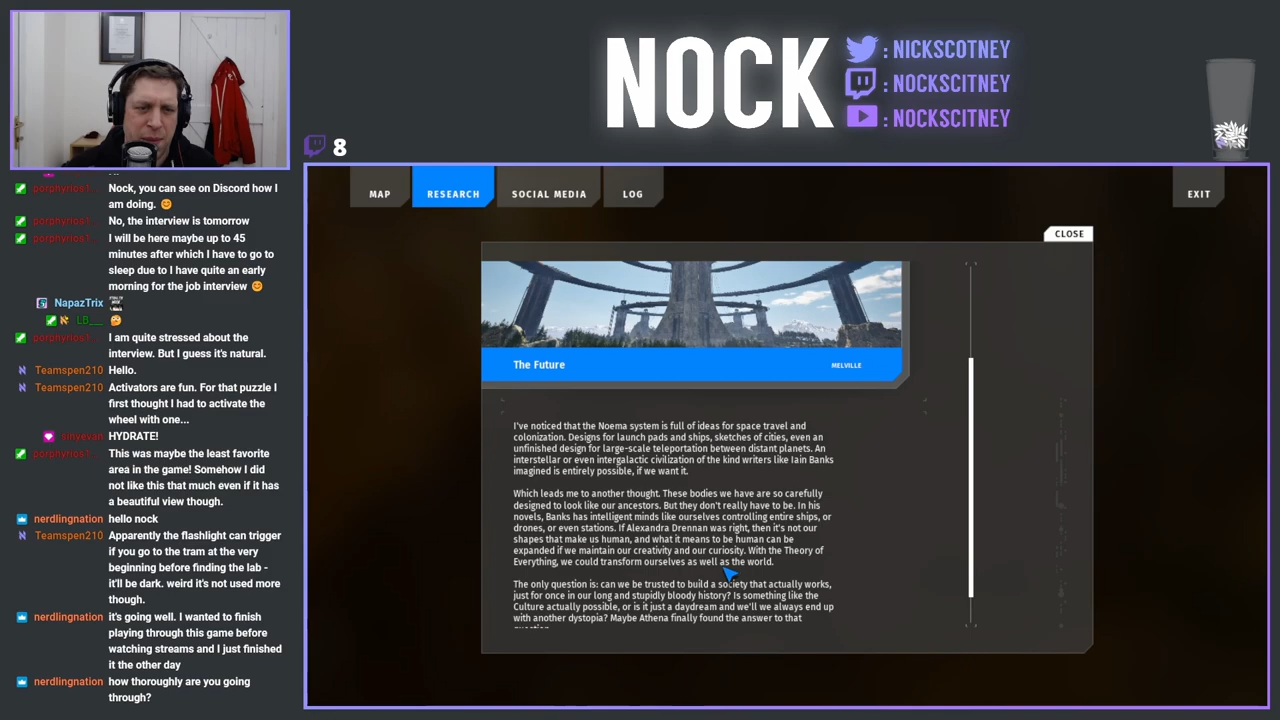 NOCK
: NICKSCOTNEY
: NOCKSCITNEY
: NOCKSCITNEY
8
porphyrios1 Nock, you can see on Discord how I
am doing. 😊
porphyrios1 No, the interview is tomorrow
porphyrios1 I will be here maybe up to 45
minutes after which I have to go to
sleep due to I have quite an early
morning for the job interview 😊
NapazTrix
LB__ 🤔
porphyrios1 I am quite stressed about the
interview. But I guess it's natural.
Teamspen210 Hello.
Teamspen210 Activators are fun. For that puzzle I
first thought I had to activate the
wheel with one...
HYDRATE!
porphyrios1 This was maybe the least favorite
area in the game! Somehow I did
not like this that much even if it has
a beautiful view though.
nerdlingnation hello nock
Teamspen210 Apparently the flashlight can trigger
if you go to the tram at the very
beginning before finding the lab -
it'll be dark. weird it's not used more
though.
nerdlingnation it's going well. I wanted to finish
playing through this game before
watching streams and I just finished
it the other day
nerdlingnation how thoroughly are you going
through?
MAP
RESEARCH
SOCIAL MEDIA
LOG
EXIT
CLOSE
The Future
MELVILLE
I've noticed that the Noema system is full of ideas for space travel and
colonization. Designs for launch pads and ships, sketches of cities, even an
unfinished design for large-scale teleportation between distant planets. An
interstellar or even intergalactic civilization of the kind writers like Iain Banks
imagined is entirely possible, if we want it.
Which leads me to another thought. These bodies we have are so carefully
designed to look like our ancestors. But they don't really have to be. In his
novels, Banks has intelligent minds like ourselves controlling entire ships, or
drones, or even stations. If Alexandra Drennan was right, then it's not our
shapes that make us human, and what it means to be human can be
expanded if we maintain our creativity and our curiosity. With the Theory of
Everything, we could transform ourselves as well as the world.
The only question is: can we be trusted to build a society that actually works,
just for once in our long and stupidly bloody history? Is something like the
Culture actually possible, or is it just a daydream and we'll we always end up
with another dystopia? Maybe Athena finally found the answer to that